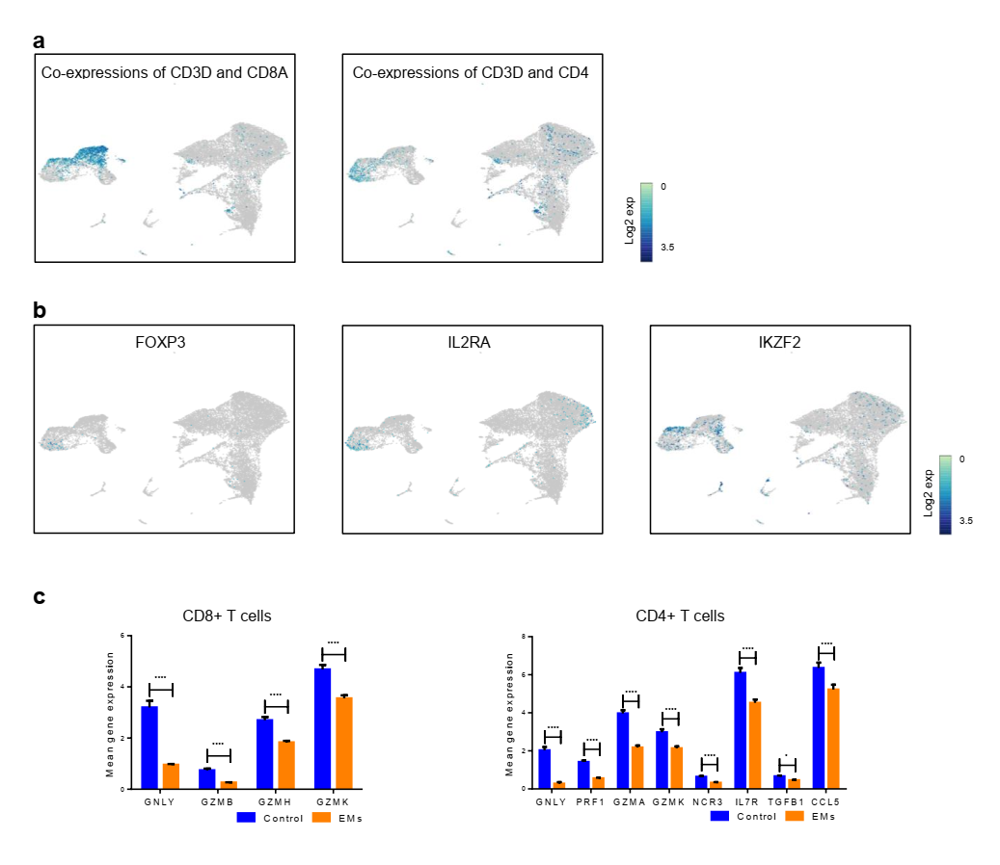 a
Co-expressions of CD3D and CD8A
Co-expressions of CD3D and CD4
0
Log2 exp
3.5
b
FOXP3
IL2RA
IKZF2
0
Log2 exp
3.5
c
CD8+ T cells
CD4+ T cells
Mean gene expression
6
4
2
0
****
****
****
****
GNLY GZMB GZMH GZMK
Control EMs
Mean gene expression
8
6
4
2
0
****
****
****
****
****
****
*
****
GNLY PRF1 GZMA GZMK NCR3 IL7R TGFB1 CCL5
Control EMs